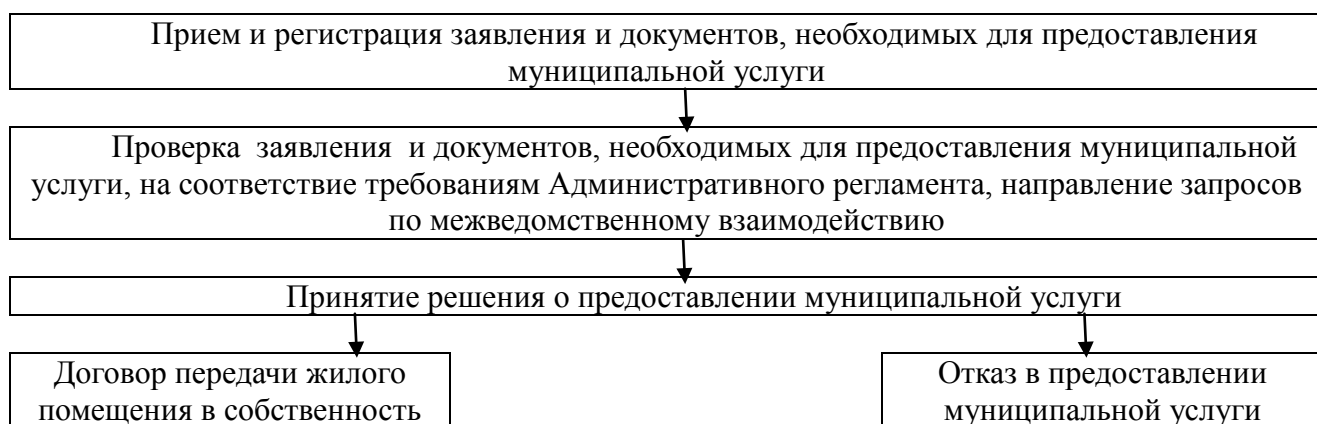 Прием и регистрация заявления и документов, необходимых для предоставления
муниципальной услуги
Проверка заявления и документов, необходимых для предоставления муниципальной
услуги, на соответствие требованиям Административного регламента, направление запросов
по межведомственному взаимодействию
Принятие решения о предоставлении муниципальной услуги
Договор передачи жилого
помещения в собственность
Отказ в предоставлении
муниципальной услуги